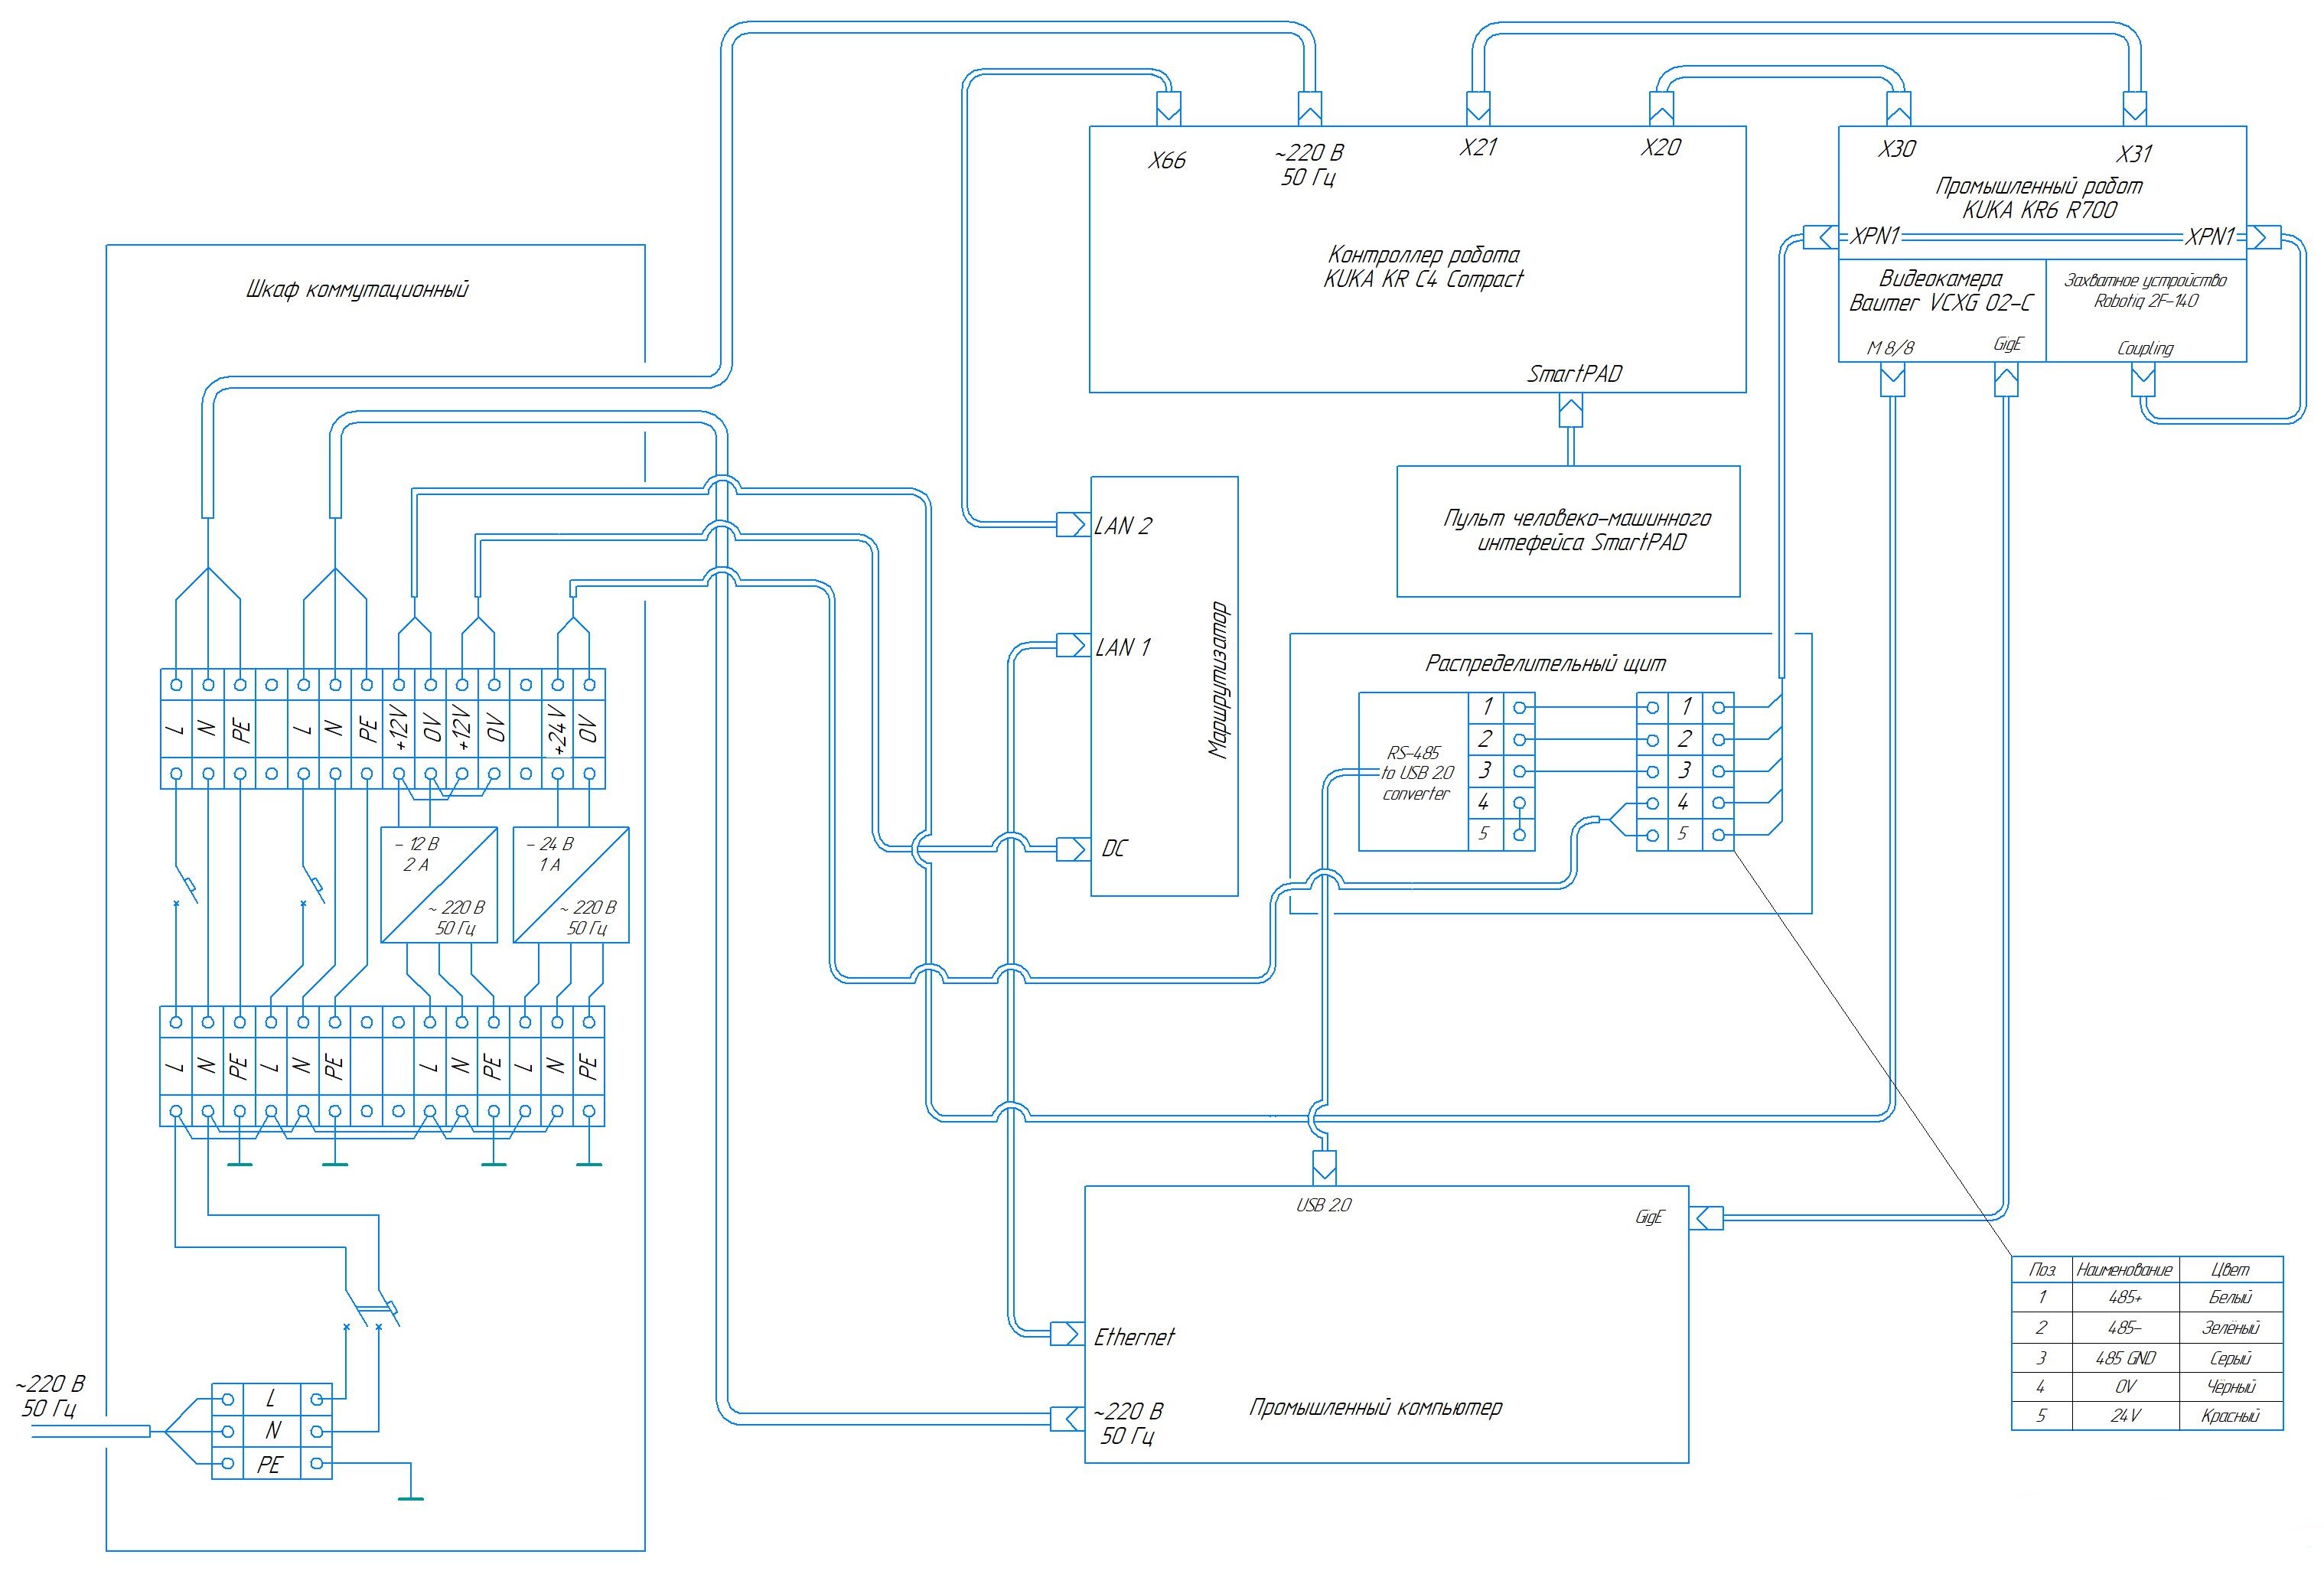 X66
~220 В
50 Гц
X21
X20
Контроллер робота
KUKA KR C4 Compact
SmartPAD
X30
X31
Промышленный робот
KUKA KR6 R700
XPN1
XPN1
Видеокамера
Baumer VCXG 02-C
M 8/8
GigE
Захватное устройство
Robotiq 2F-140
Coupling
Шкаф коммутационный
L
N
PE
L
N
PE
+12V
0V
+12V
0V
+24V
0V
- 12 В
2 А
~ 220 В
50 Гц
- 24 В
1 А
~ 220 В
50 Гц
L
N
PE
L
N
PE
L
N
PE
L
N
PE
~220 В
50 Гц
L
N
PE
LAN 2
LAN 1
Маршрутизатор
DC
Пульт человеко-машинного
интефейса SmartPAD
Распределительный щит
RS-485
to USB 2.0
converter
1
2
3
4
5
1
2
3
4
5
USB 2.0
GigE
Ethernet
~220 В
50 Гц
Промышленный компьютер
Поз. Наименование Цвет
1 485+ Белый
2 485- Зелёный
3 485 GND Серый
4 0V Чёрный
5 24V Красный